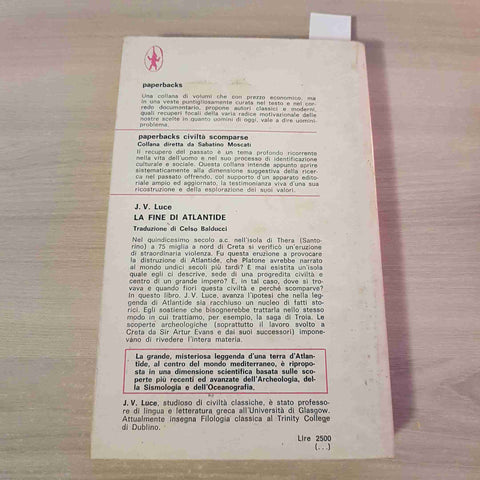 paperbacks
Una collana di volumi che con prezzo economico, ma
in una veste puntigliosamente curata nel testo e nel cor-
redo documentario, propone autori classici e moderni,
quali recuperi focali della varia radice motivazionale delle
nostre scelte in quanto uomini di oggi, vale a dire uomini-
problema.
paperbacks civiltà scomparse
Collana diretta da Sabatino Moscati
Il recupero del passato è un tema profondo ricorrente
nella vita dell'uomo e nel suo processo di identificazione
culturale e sociale. Questa collana intende appunto aprire
sistematicamente alla dimensione suggestiva della ricer-
ca nel passato offrendo, col supporto d'un apparato edito-
riale ampio ed aggiornato, la testimonianza viva d'una sua
ricostruzione e della esplorazione dei suoi valori.
J. V. Luce
LA FINE DI ATLANTIDE
Traduzione di Celso Balducci
Nel quindicesimo secolo a.c. nell'isola di Thera (Santo-
rino) a 75 miglia a nord di Creta si verificò un'eruzione
di straordinaria violenza. Fu questa eruzione a provocare
la distruzione di Atlantide, che Platone avrebbe narrato
al mondo undici secoli più tardi? E mai esistita un'isola
quale egli ci descrive, sede di una progredita civiltà e
centro di un grande impero? E, in tal caso, dove si tro-
vava e quando fiorì questa civiltà e perché scomparve?
In questo libro, J. V. Luce, avanza l'ipotesi che nella leg-
genda di Atlantide sia racchiuso un nucleo di fatti sto-
rici. Egli sostiene che bisognerebbe trattarla nello stesso
modo in cui trattiamo, per esempio, la saga di Troia. Le
scoperte archeologiche (soprattutto il lavoro svolto a
Creta da Sir Artur Evans e dai suoi successori) impone-
vano di rivedere l'intera materia.
La grande, misteriosa leggenda d'una terra d'Atlan-
tide, al centro del mondo mediterraneo, è ripropo-
sta in una dimensione scientifica basata sulle sco-
perte più recenti ed avanzate dell'Archeologia, del-
la Sismologia e dell'Oceanografia.
J. V. Luce, studioso di civiltà classiche, è stato professo-
re di lingua e letteratura greca all'Università di Glasgow.
Attualmente insegna Filologia classica al Trinity College
di Dublino.
Lire 2500
(...)